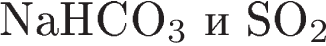 NaHCO₃ и SO₂